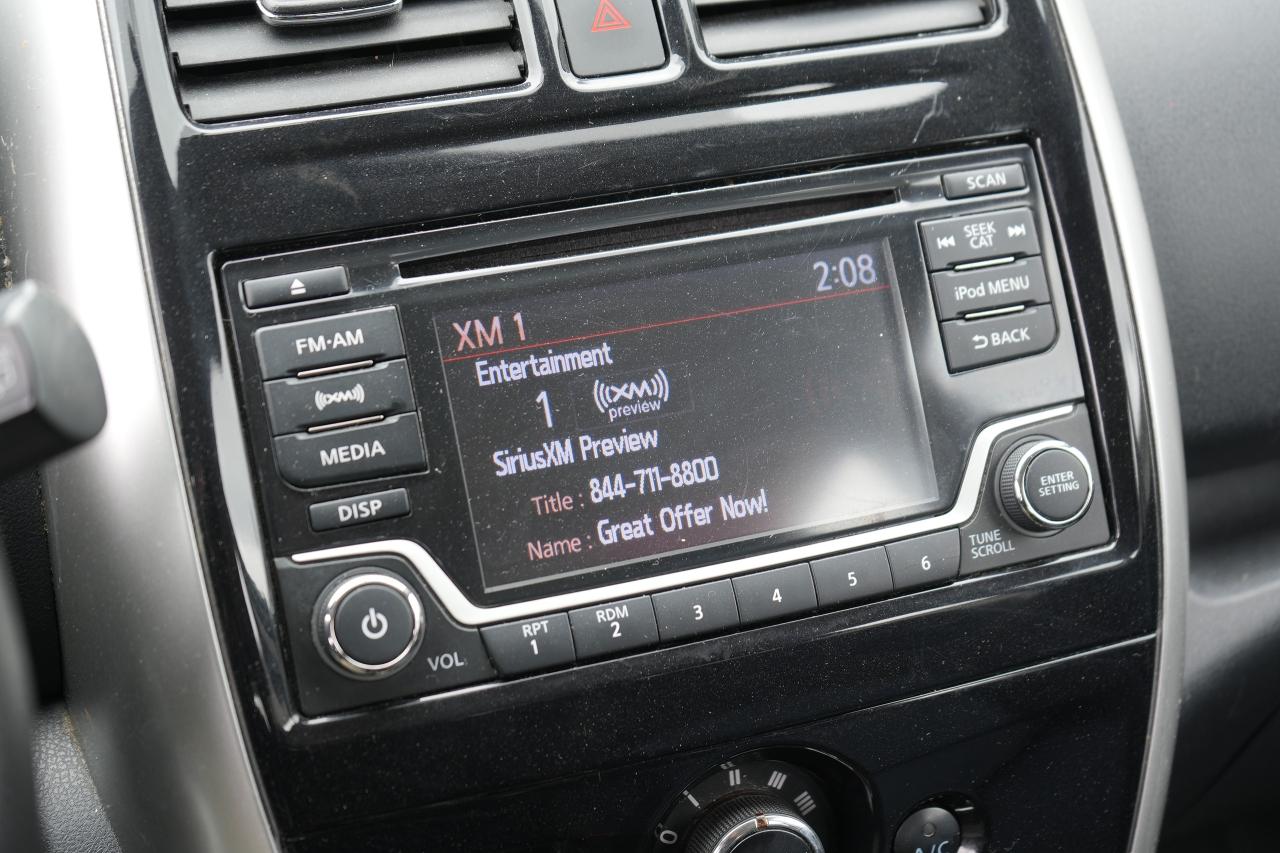 SCAN
SEEK
CAT
iPod MENU
BACK
FM·AM
XM
MEDIA
DISP
2:08
XM 1
Entertainment
1
XM
preview
SiriusXM Preview
Title : 844-711-8800
Name : Great Offer Now!
ENTER
SETTING
TUNE
SCROLL
VOL
RPT
1
RDM
2
3
4
5
6
0
A/C